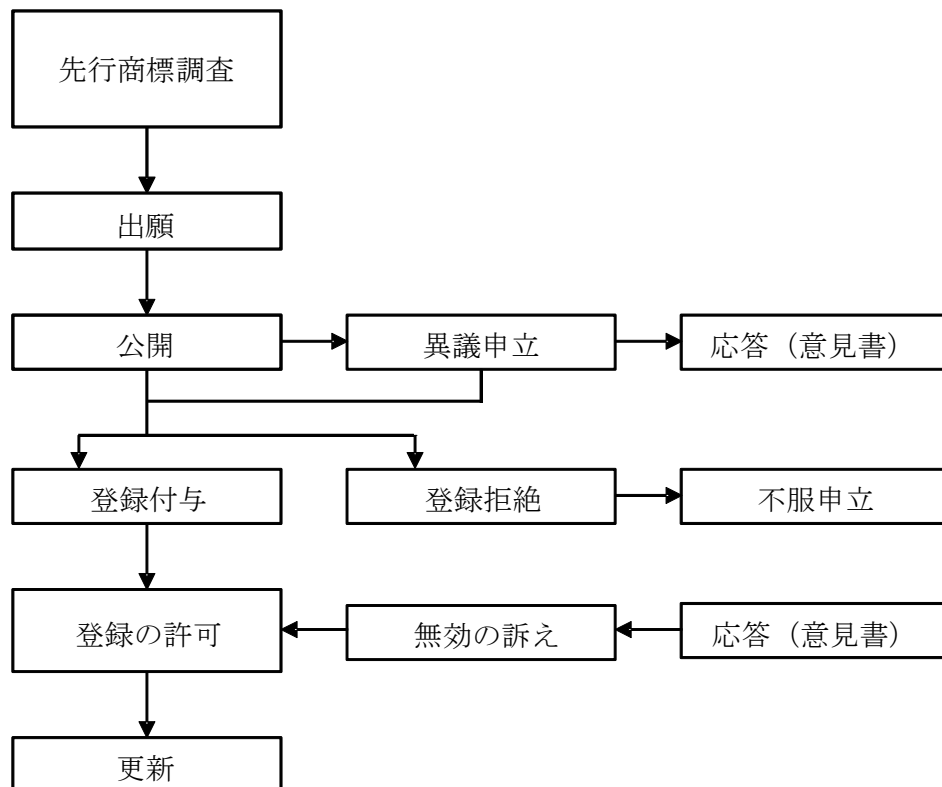 先行商標調査
出願
公開
異議申立
応答（意見書）
登録付与
登録拒絶
不服申立
登録の許可
無効の訴え
応答（意見書）
更新